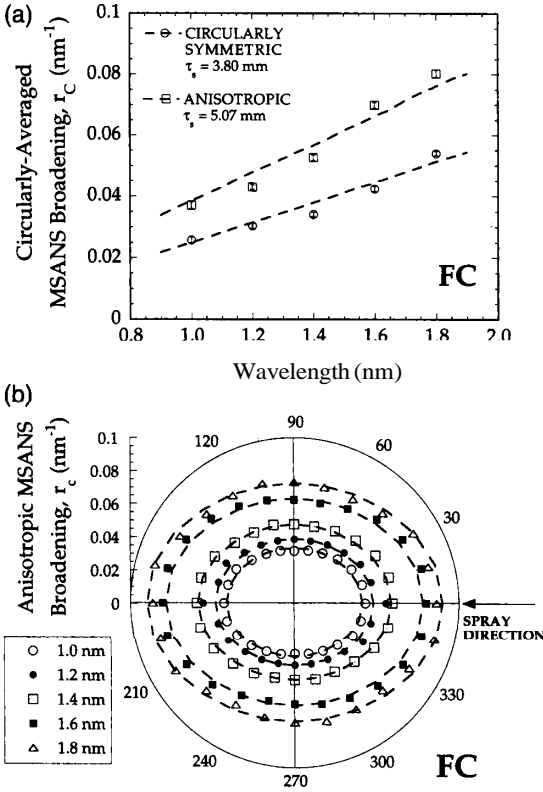 (a)
0.1
0.08
0.06
0.04
0.02
0
Circularly-Averaged
MSANS Broadening, r_C (nm⁻¹)
CIRCULARLY
SYMMETRIC
τ_s = 3.80 mm
ANISOTROPIC
τ_s = 5.07 mm
FC
0.8 1.0 1.2 1.4 1.6 1.8 2.0
Wavelength (nm)
(b)
Anisotropic MSANS
Broadening, r_c (nm⁻¹)
0.1
0.08
0.06
0.04
0.02
0
0.02
90
120
60
30
SPRAY
DIRECTION
210
330
240
300
270
1.0 nm
1.2 nm
1.4 nm
1.6 nm
1.8 nm
FC